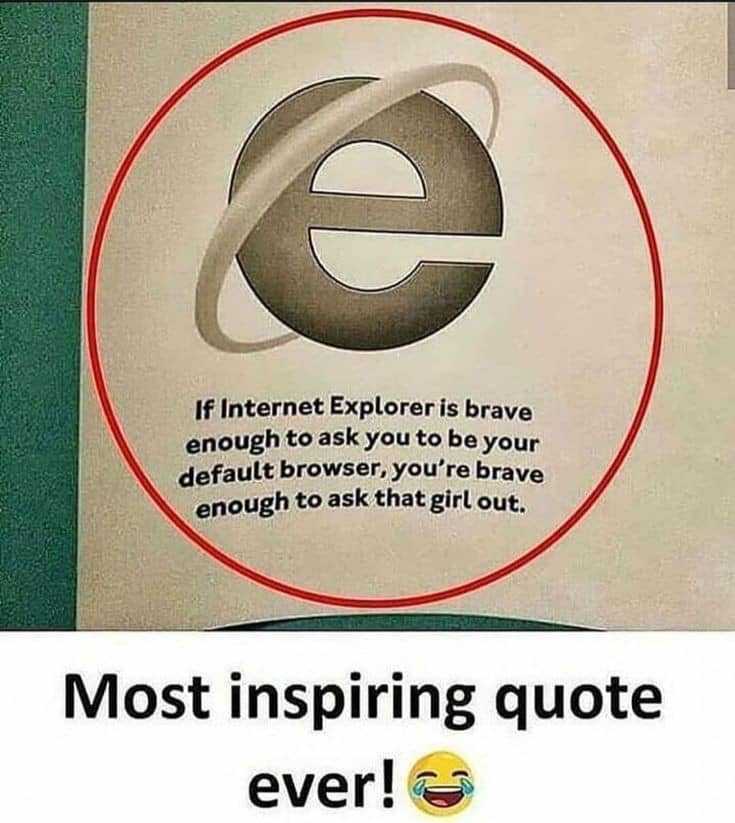 If Internet Explorer is brave
enough to ask you to be your
default browser, you're brave
enough to ask that girl out.
Most inspiring quote
ever! 😂